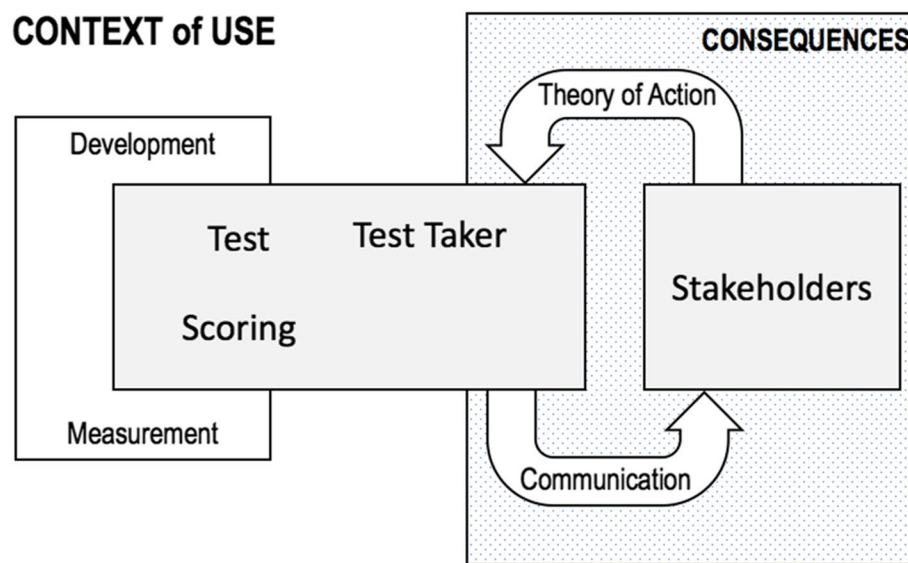 CONTEXT of USE
CONSEQUENCES
Theory of Action
Development
Test
Test Taker
Stakeholders
Scoring
Measurement
Communication